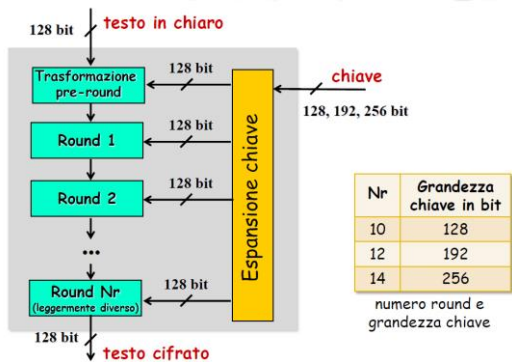 testo in chiaro
128 bit
Trasformazione
pre-round
128 bit
chiave
128, 192, 256 bit
Round 1
128 bit
Round 2
128 bit
Espansione chiave
...
Round Nr
(leggermente diverso)
128 bit
128 bit
testo cifrato
Nr Grandezza
chiave in bit
10 128
12 192
14 256
numero round e
grandezza chiave